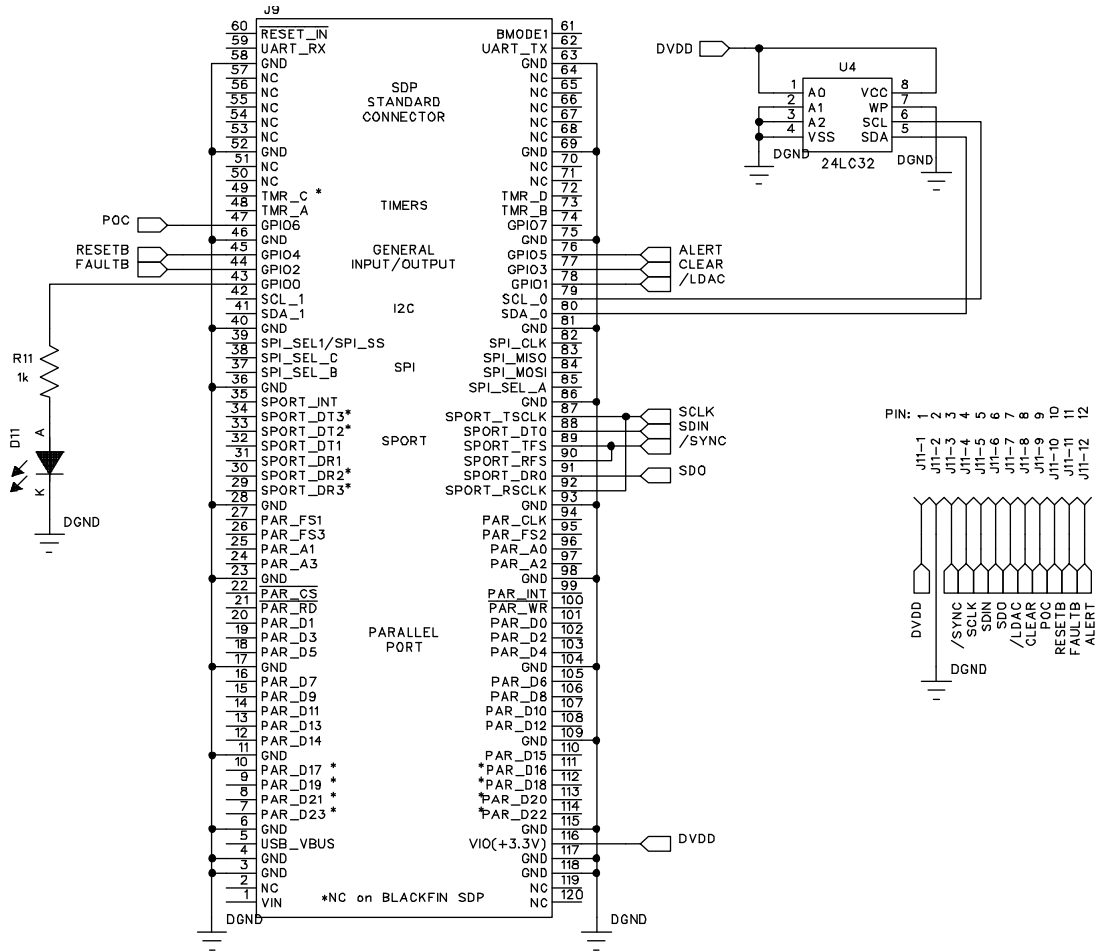 J9
60 RESET_IN BMODE1 61
59 UART_RX UART_TX 62
58 GND GND 63
57 NC NC 64
56 NC NC 65
55 NC NC 66
54 NC NC 67
53 NC NC 68
52 GND GND 69
51 NC NC 70
50 NC NC 71
49 TMR_C * TMR_D 72
48 TMR_A TMR_B 73
47 GPIO6 GPIO7 74
46 GND GND 75
45 GPIO4 GPIO5 76
44 GPIO2 GPIO3 77
43 GPIO0 GPIO1 78
42 SCL_1 SCL_0 79
41 SDA_1 SDA_0 80
40 GND GND 81
39 SPI_SEL1/SPI_SS SPI_CLK 82
38 SPI_SEL_C SPI_MISO 83
37 SPI_SEL_B SPI_MOSI 84
36 GND SPI_SEL_A 85
35 SPORT_INT GND 86
34 SPORT_DT3* SPORT_TSCLK 87
33 SPORT_DT2* SPORT_DT0 88
32 SPORT_DT1 SPORT_TFS 89
31 SPORT_DR1 SPORT_RFS 90
30 SPORT_DR2* SPORT_DR0 91
29 SPORT_DR3* SPORT_RSCLK 92
28 GND GND 93
27 PAR_FS1 PAR_CLK 94
26 PAR_FS3 PAR_FS2 95
25 PAR_A1 PAR_A0 96
24 PAR_A3 PAR_A2 97
23 GND GND 98
22 PAR_CS PAR_INT 99
21 PAR_RD PAR_WR 100
20 PAR_D1 PAR_D0 101
19 PAR_D3 PAR_D2 102
18 PAR_D5 PAR_D4 103
17 GND GND 104
16 PAR_D7 PAR_D6 105
15 PAR_D9 PAR_D8 106
14 PAR_D11 PAR_D10 107
13 PAR_D13 PAR_D12 108
12 PAR_D14 GND 109
11 GND PAR_D15 110
10 PAR_D17 * *PAR_D16 111
9 PAR_D19 * *PAR_D18 112
8 PAR_D21 * *PAR_D20 113
7 PAR_D23 * *PAR_D22 114
6 GND GND 115
5 USB_VBUS VIO(+3.3V) 116
4 GND GND 117
3 GND GND 118
2 NC NC 119
1 VIN NC 120
SDP
STANDARD
CONNECTOR
TIMERS
GENERAL
INPUT/OUTPUT
I2C
SPI
SPORT
PARALLEL
PORT
*NC on BLACKFIN SDP
DGND
DGND
POC
RESETB
FAULTB
R11
1k
D11
A
K
DGND
ALERT
CLEAR
/LDAC
SCLK
SDIN
/SYNC
SDO
DVDD
DVDD
U4
1 A0 VCC 8
2 A1 WP 7
3 A2 SCL 6
4 VSS SDA 5
24LC32
DGND
DGND
PIN: 1 2 3 4 5 6 7 8 9 10 11 12
J11-1
J11-2
J11-3
J11-4
J11-5
J11-6
J11-7
J11-8
J11-9
J11-10
J11-11
J11-12
DVDD
/SYNC
SCLK
SDIN
SDO
/LDAC
CLEAR
POC
RESETB
FAULTB
ALERT
DGND